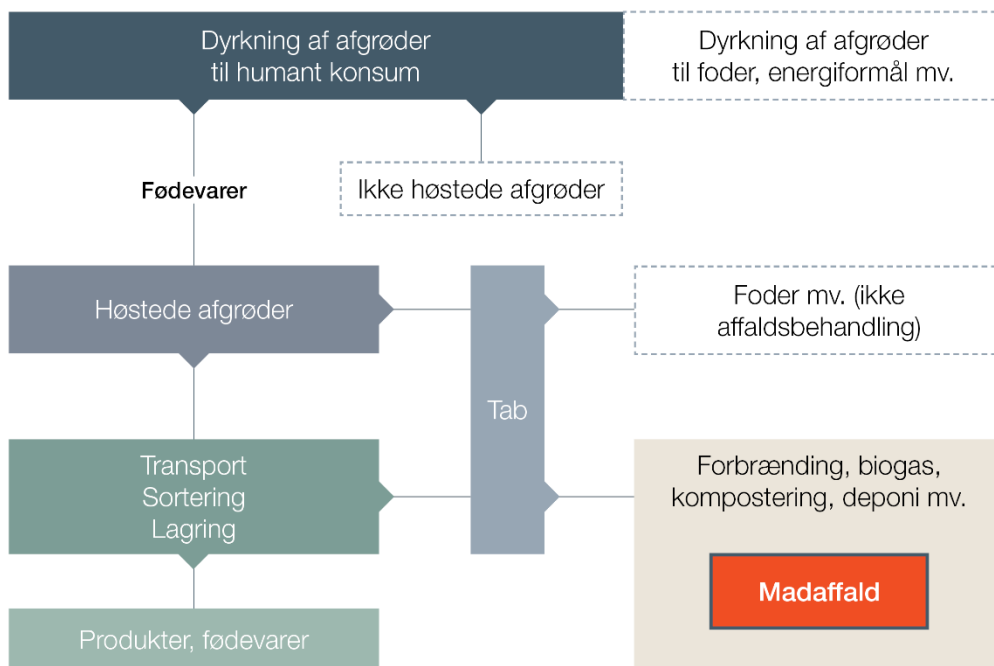 Dyrkning af afgrøder
til humant konsum
Dyrkning af afgrøder
til foder, energiformål mv.
Fødevarer
Ikke høstede afgrøder
Høstede afgrøder
Tab
Foder mv. (ikke
affaldsbehandling)
Transport
Sortering
Lagring
Forbrænding, biogas,
kompostering, deponi mv.
Madaffald
Produkter, fødevarer